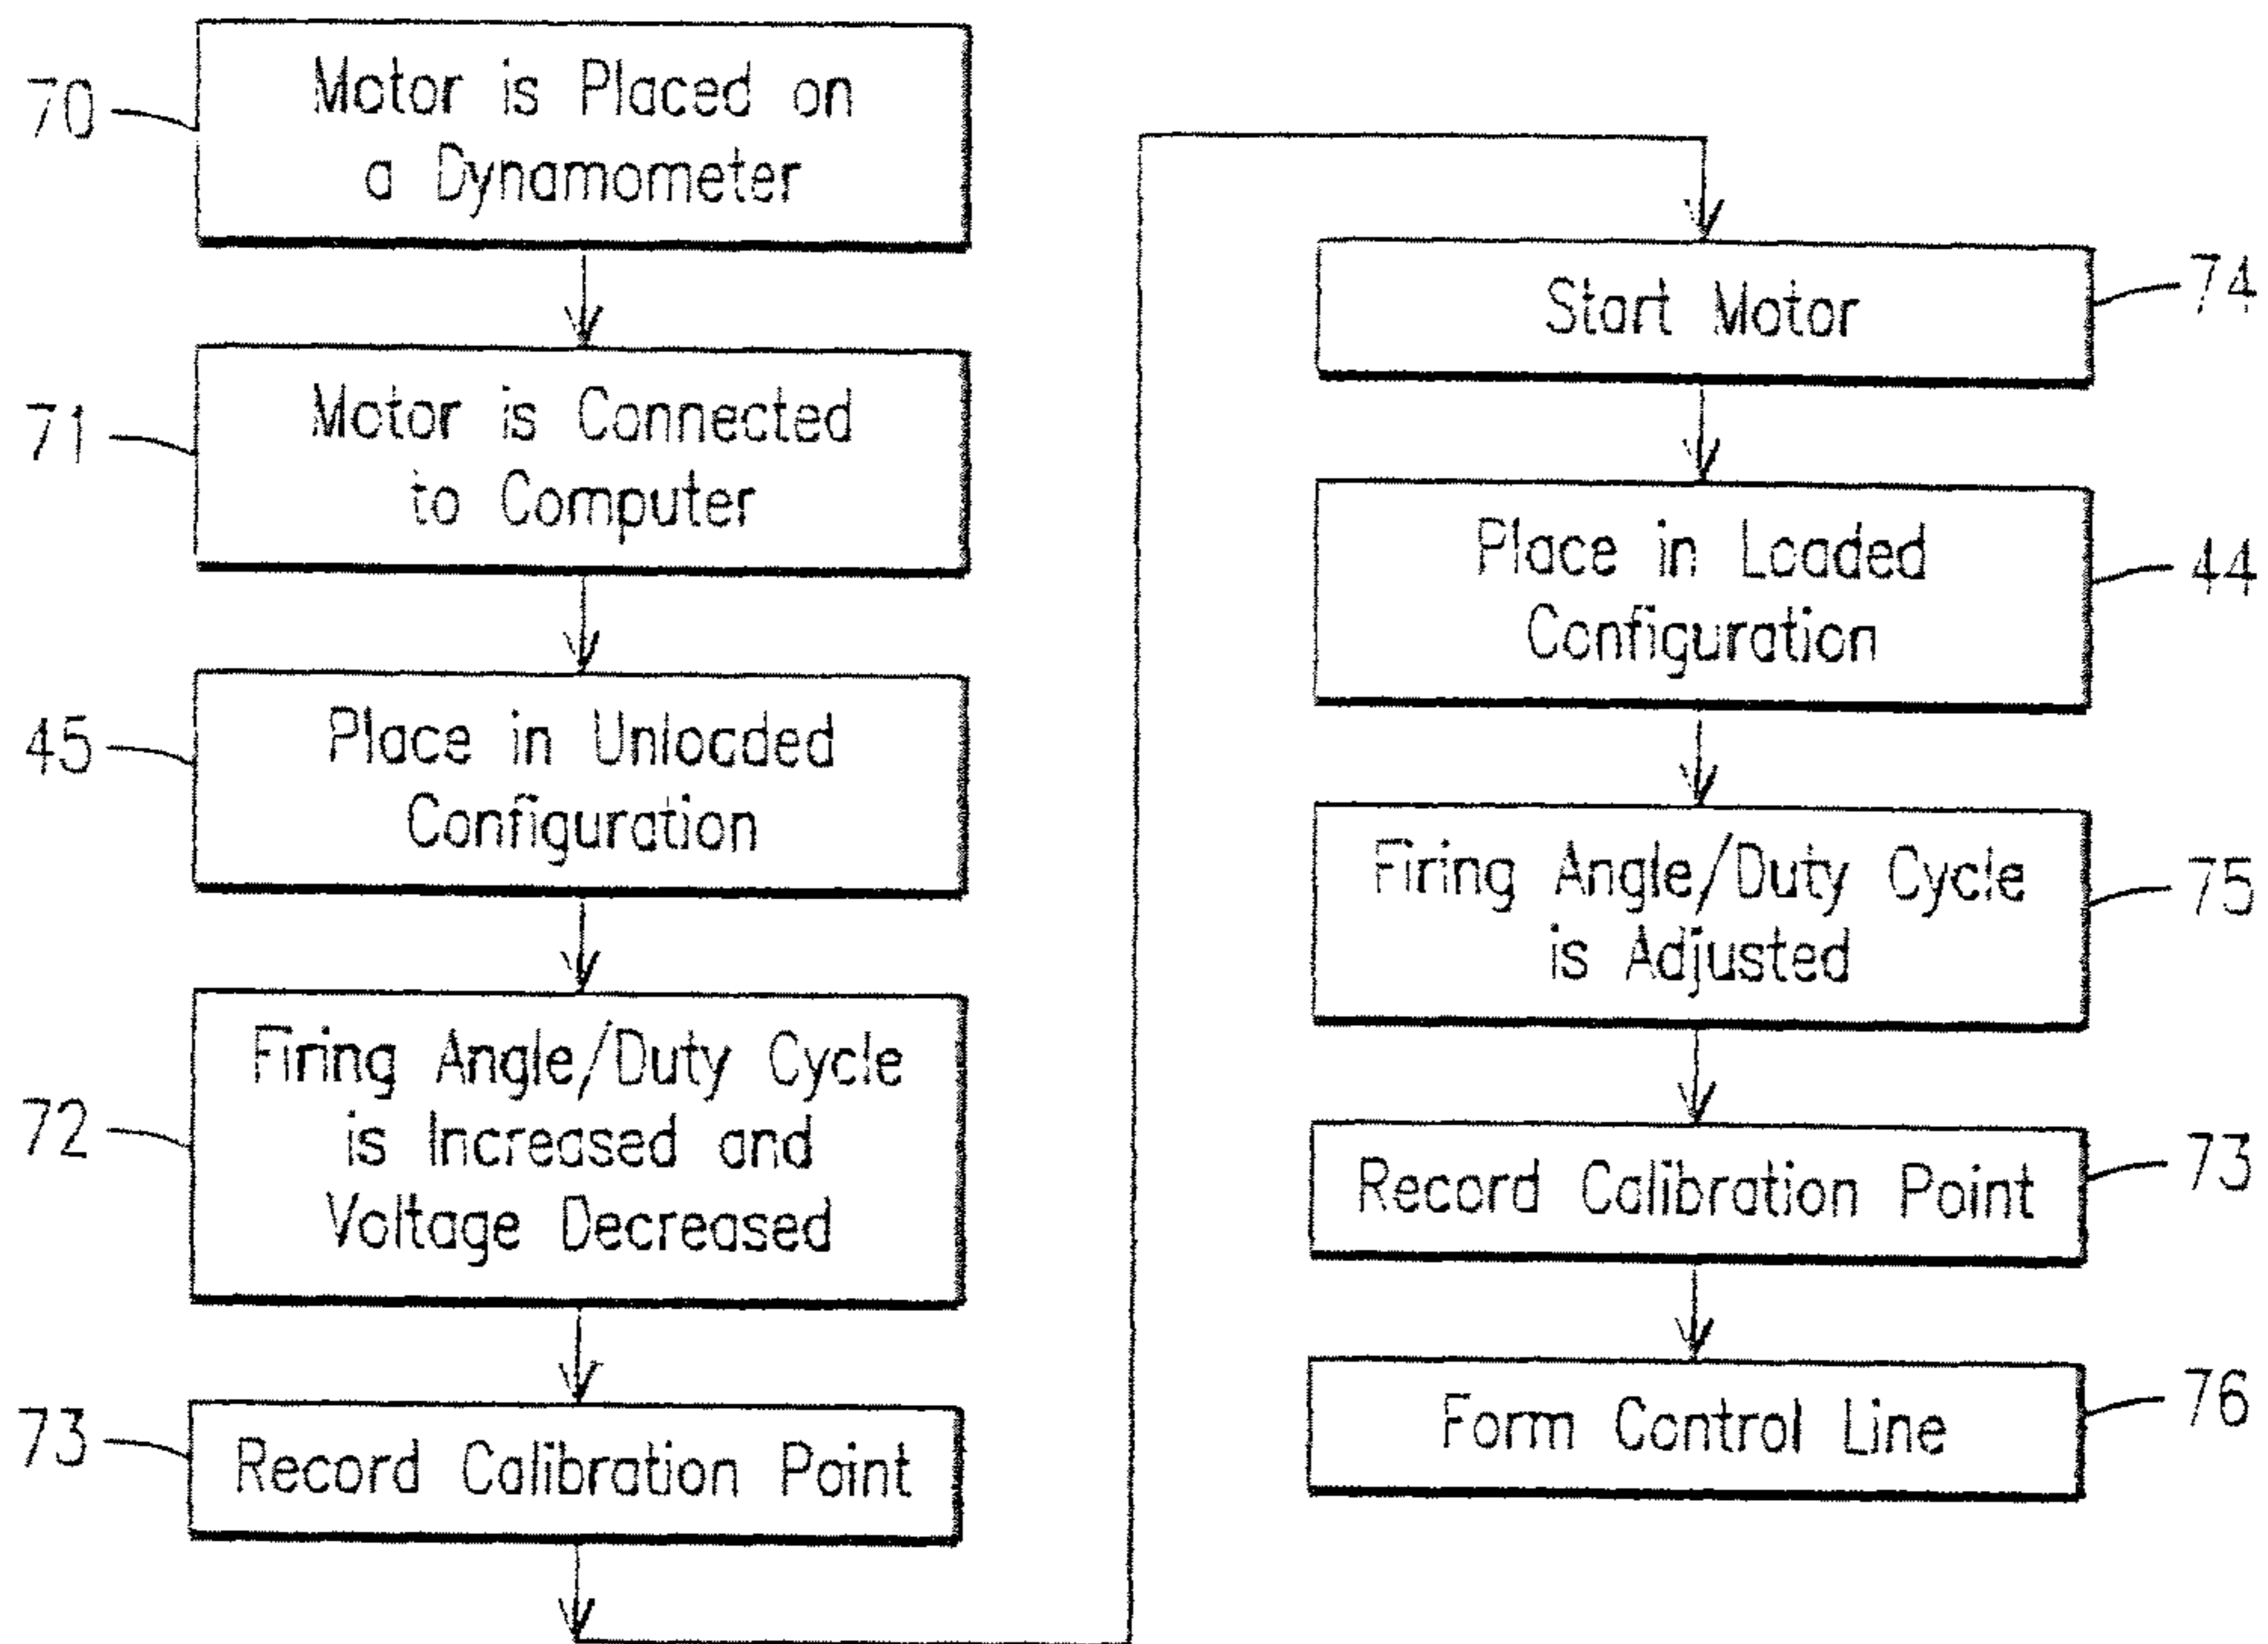 70
Motor is Placed on
a Dynamometer
71
Motor is Connected
to Computer
45
Place in Unloaded
Configuration
72
Firing Angle/Duty Cycle
is Increased and
Voltage Decreased
73
Record Calibration Point
Start Motor
74
Place in Loaded
Configuration
44
Firing Angle/Duty Cycle
is Adjusted
75
Record Calibration Point
73
Form Control Line
76